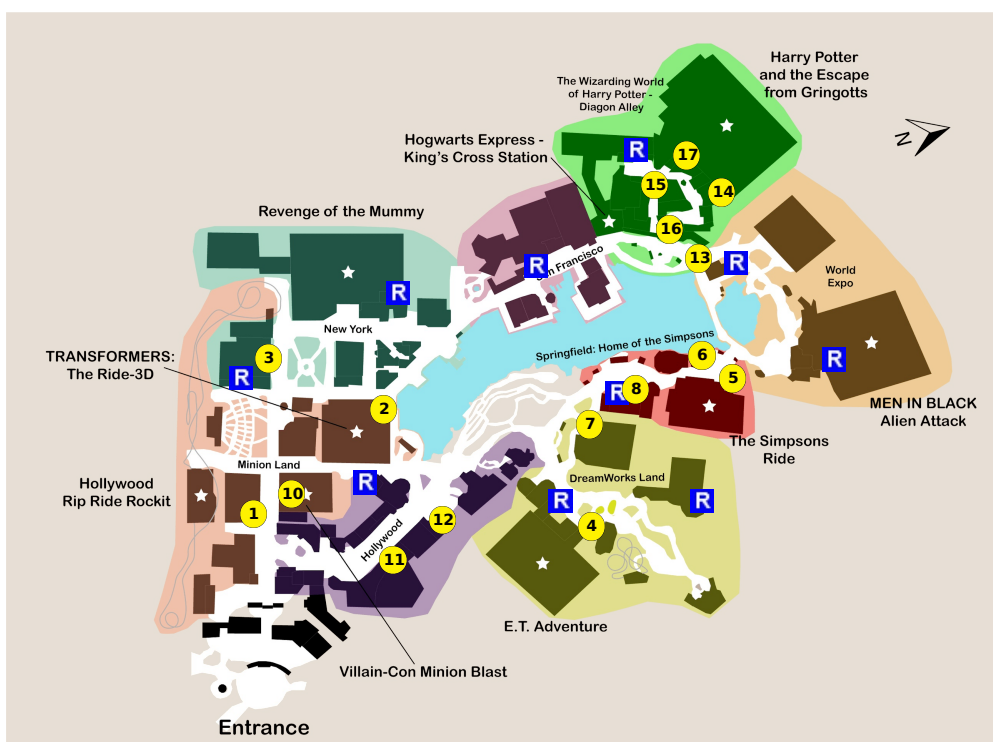 Harry Potter
and the Escape
from Gringotts
The Wizarding World
of Harry Potter -
Diagon Alley
Hogwarts Express -
King's Cross Station
N
R
17
15
14
16
13
Revenge of the Mummy
San Francisco
R
R
World
Expo
R
New York
Springfield: Home of the Simpsons
R
TRANSFORMERS:
The Ride-3D
3
R
6
5
R
8
2
7
MEN IN BLACK
Alien Attack
The Simpsons
Ride
Minion Land
Hollywood
Rip Ride Rockit
R
DreamWorks Land
10
1
R
R
12
4
Hollywood
11
E.T. Adventure
Villain-Con Minion Blast
Entrance